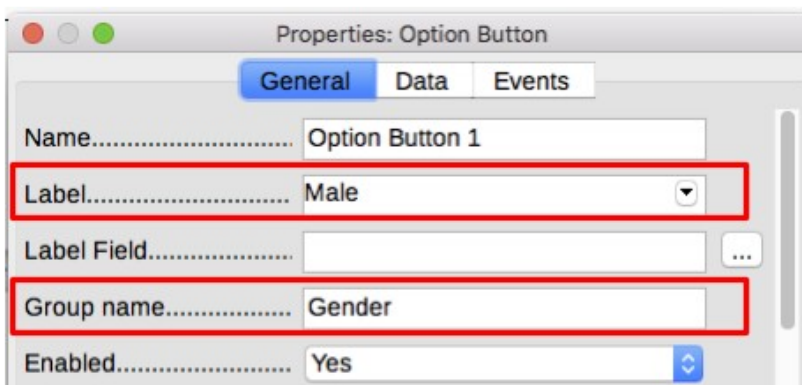 Properties: Option Button
General Data Events
Name............................ Option Button 1
Label............................ Male
Label Field..................... ...
Group name.................. Gender
Enabled........................ Yes